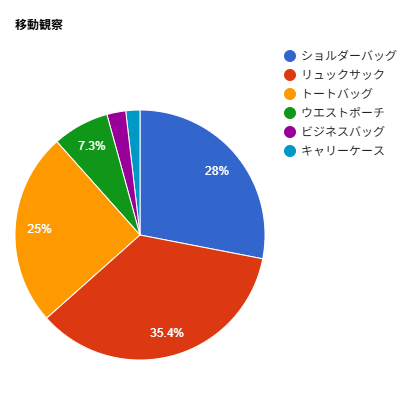 移動観察
ショルダーバッグ
リュックサック
トートバッグ
ウエストポーチ
ビジネスバッグ
キャリーケース
7.3%
28%
25%
35.4%